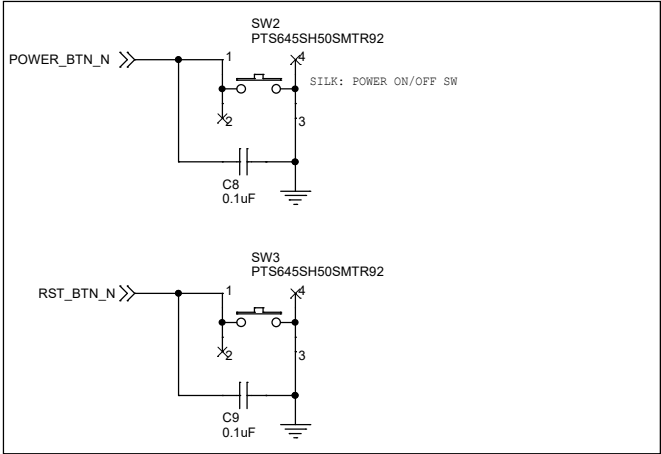 SW2
PTS645SH50SMTR92
POWER_BTN_N
1
4
SILK: POWER ON/OFF SW
2
3
C8
0.1uF
SW3
PTS645SH50SMTR92
RST_BTN_N
1
4
2
3
C9
0.1uF